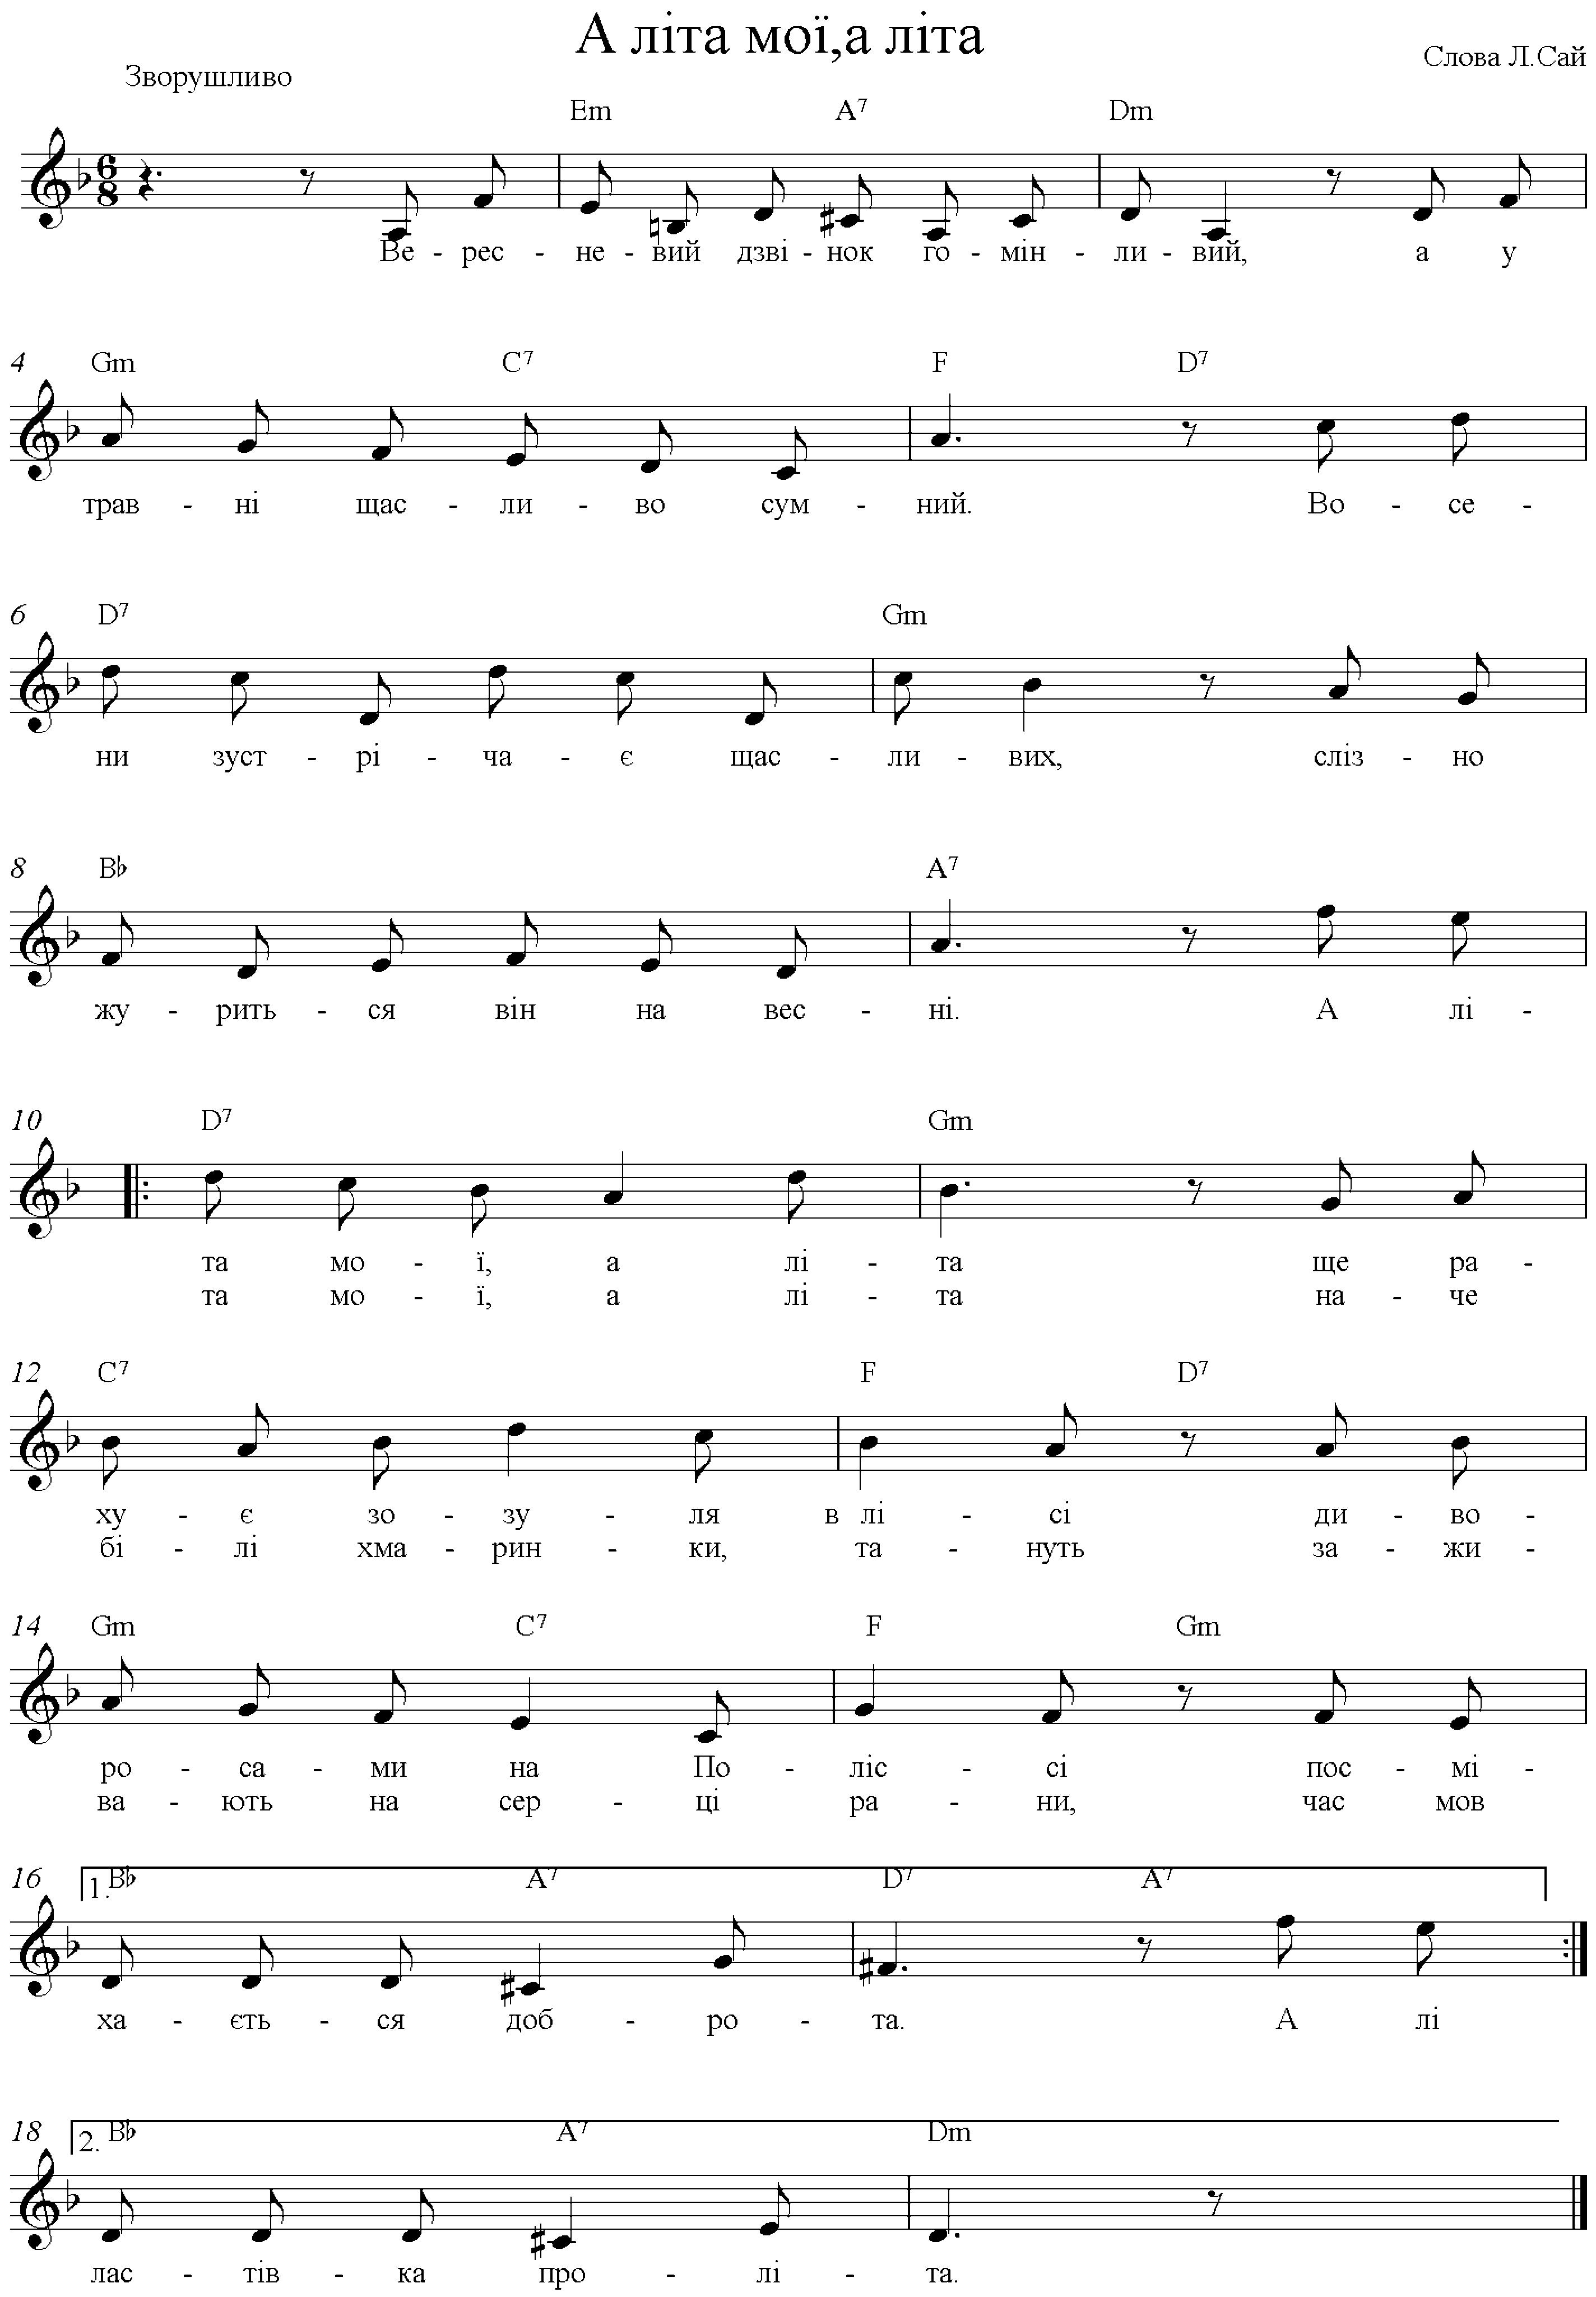 А літа мої,а літа
Слова Л.Сай
Зворушливо
Em A7 Dm
6
8
Ве - рес - не - вий дзві - нок го - мін - ли - вий, а у
4 Gm C7 F D7
трав - ні щас - ли - во сум - ний. Во - се -
6 D7 Gm
ни зуст - рі - ча - є щас - ли - вих, сліз - но
8 B♭ A7
жу - рить - ся він на вес - ні. А лі -
10 D7 Gm
та мо - ї, а лі - та ще ра -
та мо - ї, а лі - та на - че
12 C7 F D7
ху - є зо - зу - ля в лі - сі ди - во -
бі - лі хма - рин - ки, та - нуть за - жи -
14 Gm C7 F Gm
ро - са - ми на По - ліс - сі пос - мі -
ва - ють на сер - ці ра - ни, час мов
16 1. B♭ A7 D7 A7
ха - єть - ся доб - ро - та. А лі
18 2. B♭ A7 Dm
лас - тів - ка про - лі - та.